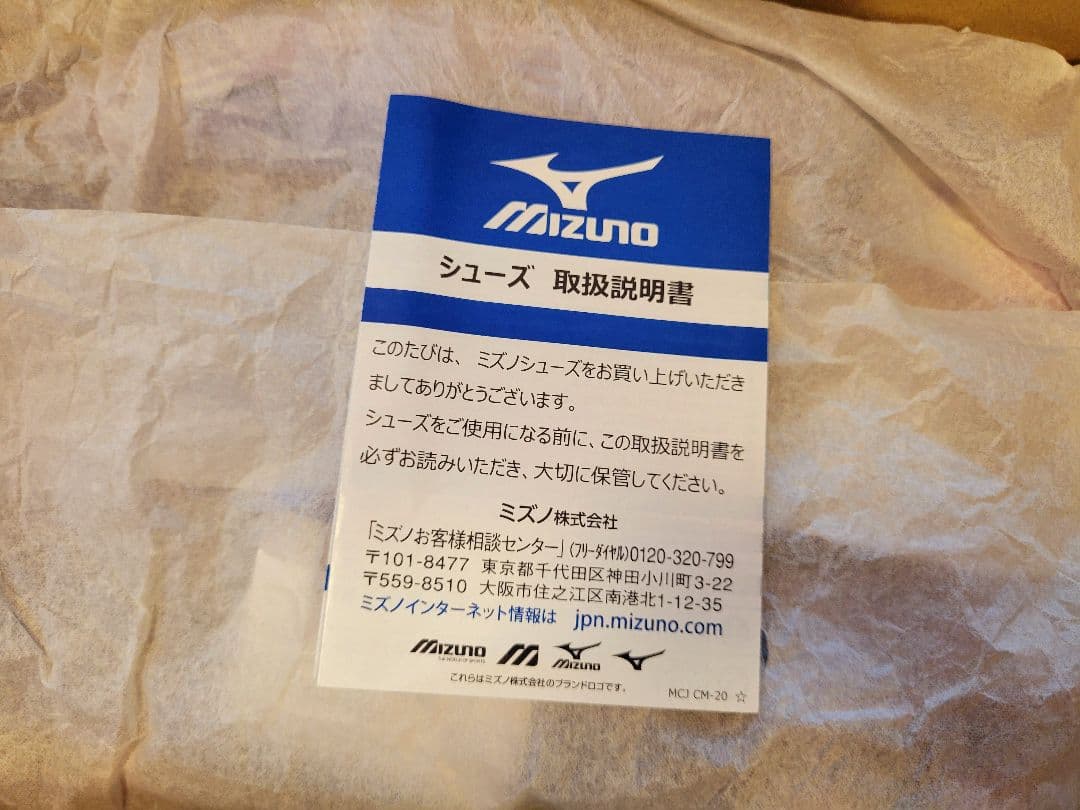 MIZUNO
シューズ 取扱説明書
このたびは、ミズノシューズをお買い上げいただき
ましてありがとうございます。
シューズをご使用になる前に、この取扱説明書を
必ずお読みいただき、大切に保管してください。
ミズノ株式会社
「ミズノお客様相談センター」(フリーダイヤル)0120-320-799
〒101-8477 東京都千代田区神田小川町3-22
〒559-8510 大阪市住之江区南港北1-12-35
ミズノインターネット情報は jpn.mizuno.com
MIZUNO MIZUNO
THE WORLD OF SPORTS
これらはミズノ株式会社のブランドロゴです。
MCJ CM-20 ☆